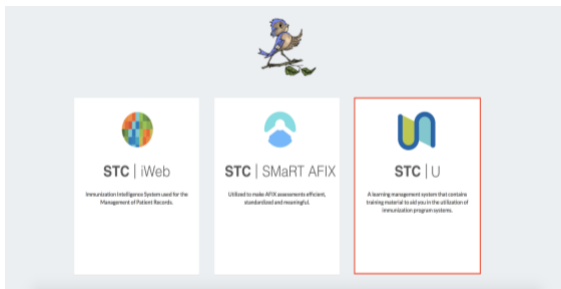 STC | iWeb
Immunization Intelligence System used for the
Management of Patient Records.
STC | SMaRT AFIX
Utilized to make AFIX assessments efficient,
standardized and meaningful.
STC | U
A learning management system that contains
training material to aid you in the utilization of
immunization program systems.